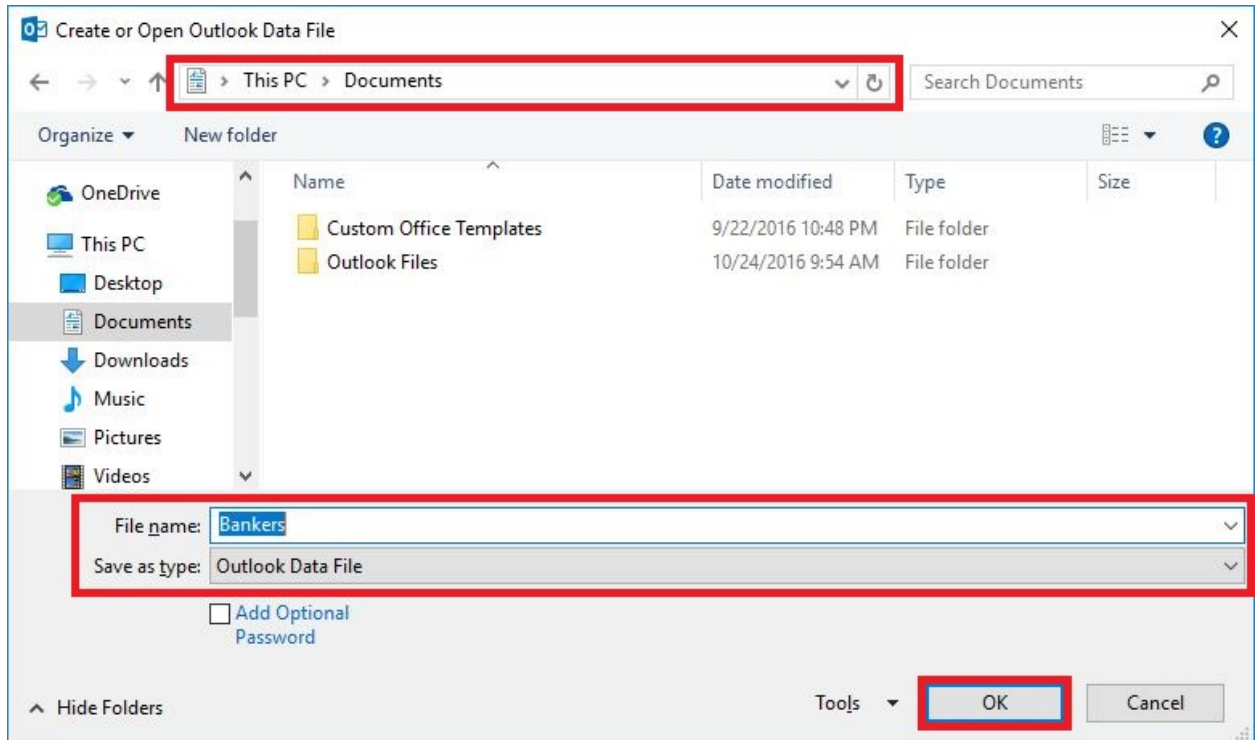 Create or Open Outlook Data File
This PC > Documents
Search Documents
Organize New folder
Name Date modified Type Size
OneDrive
This PC
Desktop
Documents
Downloads
Music
Pictures
Videos
Custom Office Templates 9/22/2016 10:48 PM File folder
Outlook Files 10/24/2016 9:54 AM File folder
File name: Bankers
Save as type: Outlook Data File
Add Optional
Password
Hide Folders
Tools OK Cancel